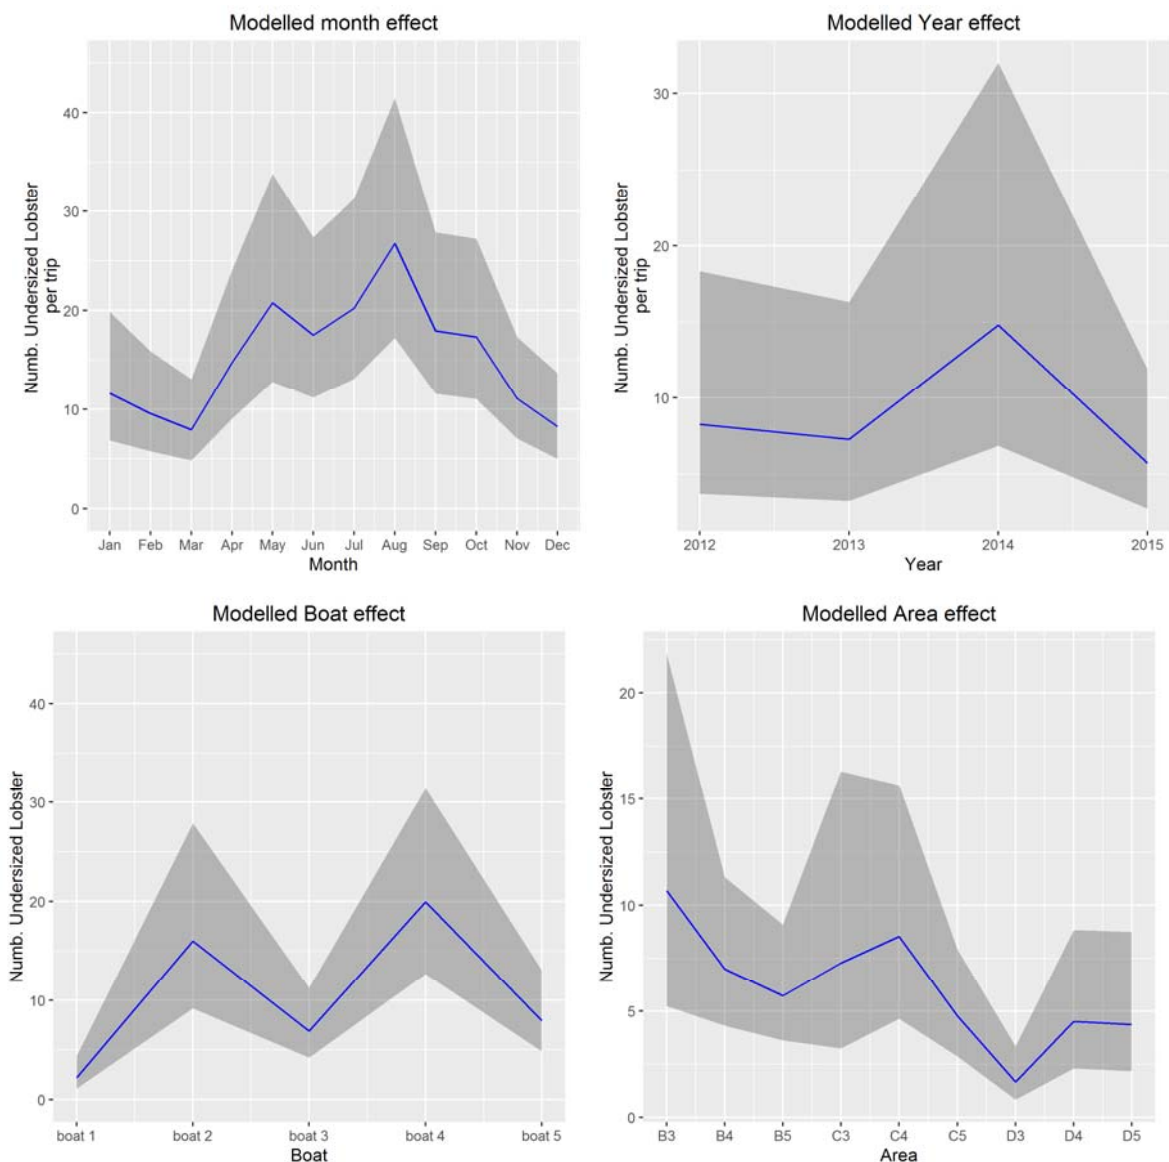 Modelled month effect
Numb. Undersized Lobster
per trip
40
30
20
10
0
Jan Feb Mar Apr May Jun Jul Aug Sep Oct Nov Dec
Month
Modelled Year effect
Numb. Undersized Lobster
per trip
30
20
10
2012 2013 2014 2015
Year
Modelled Boat effect
Numb. Undersized Lobster
40
30
20
10
0
boat 1 boat 2 boat 3 boat 4 boat 5
Boat
Modelled Area effect
Numb. Undersized Lobster
20
15
10
5
0
B3 B4 B5 C3 C4 C5 D3 D4 D5
Area